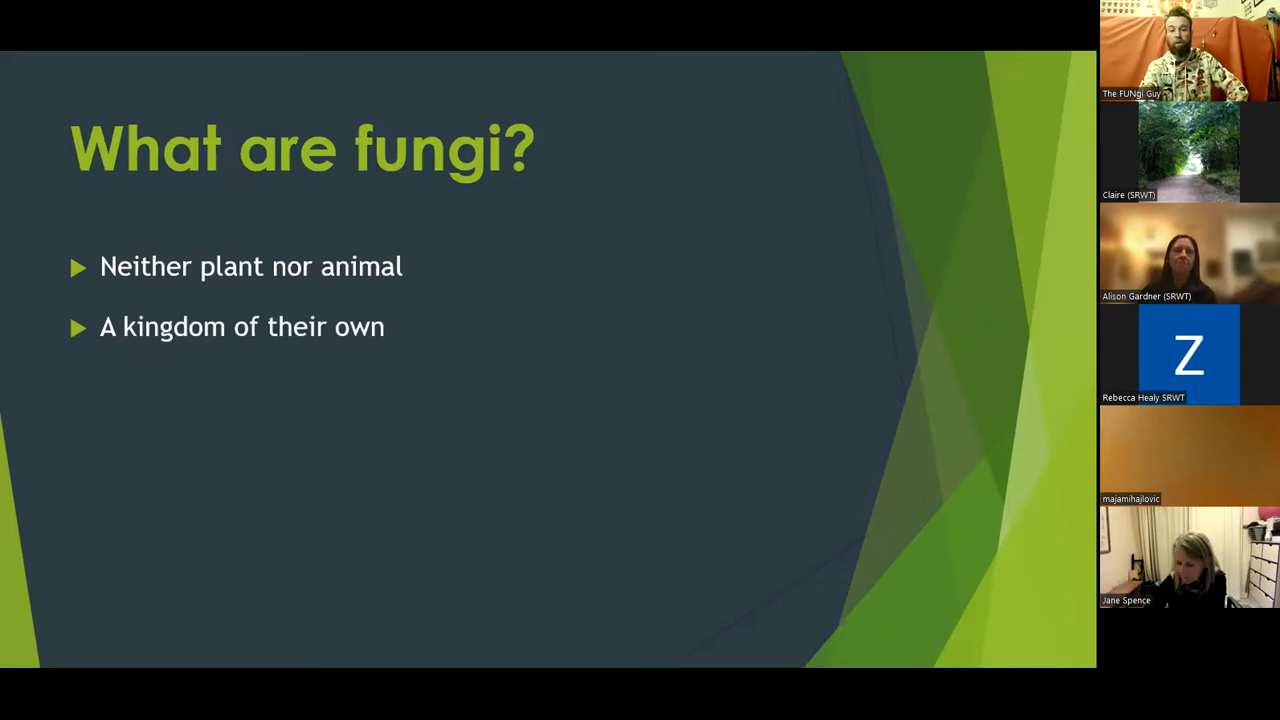 What are fungi?
Neither plant nor animal
A kingdom of their own
The FUNgi Guy
Claire (SRWT)
Alison Gardner (SRWT)
Z
Rebecca Healy SRWT
majamihajlovic
Jane Spence